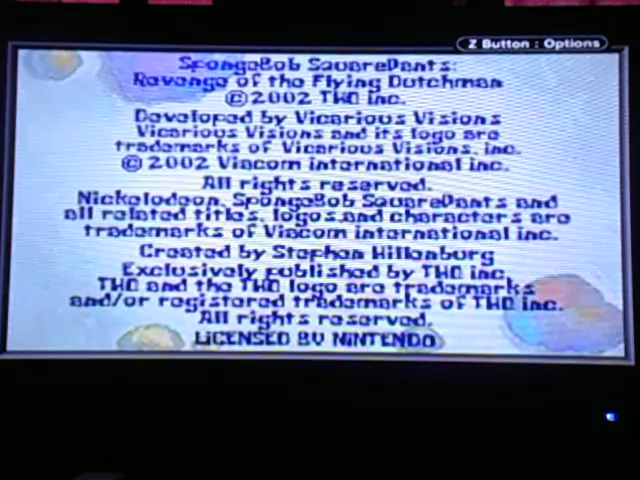 Z Button : Options
SpongeBob SquarePants:
Revenge of the Flying Dutchman
©2002 THQ Inc.
Developed by Vicarious Visions
Vicarious Visions and its logo are
trademarks of Vicarious Visions, Inc.
©2002 Viacom International Inc.
All rights reserved.
Nickelodeon, SpongeBob SquarePants and
all related titles, logos and characters are
trademarks of Viacom International Inc.
Created by Stephen Hillenburg
Exclusively published by THQ Inc.
THQ and the THQ logo are trademarks
and/or registered trademarks of THQ Inc.
All rights reserved.
LICENSED BY NINTENDO